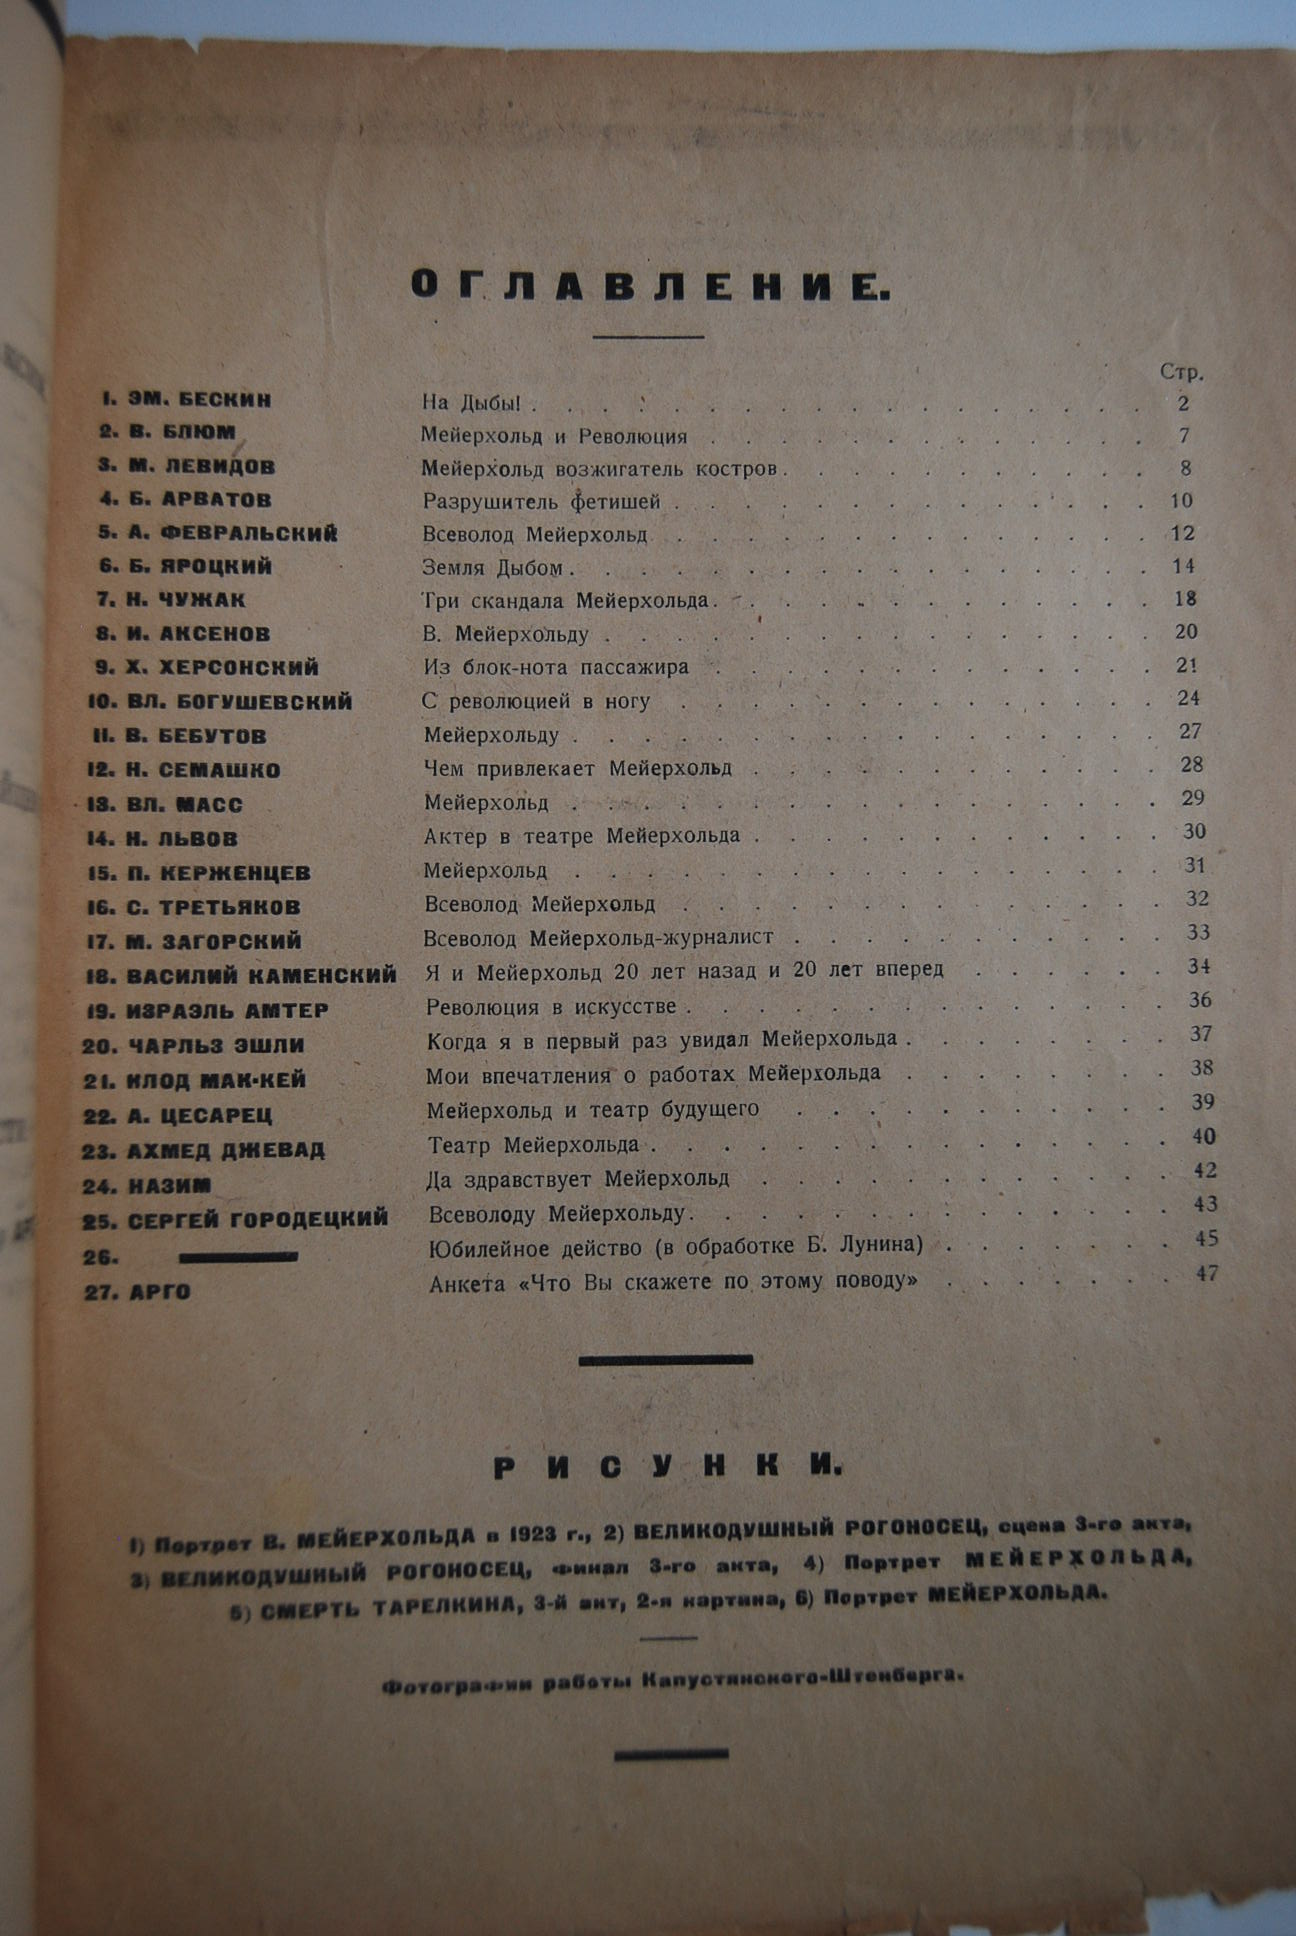 ОГЛАВЛЕНИЕ.
Стр.
1. ЭМ. БЕСКИН На Дыбы! . . . . . . . . . . . . . . . . . 2
2. В. БЛЮМ Мейерхольд и Революция . . . . . . . . . . . . . 7
3. М. ЛЕВИДОВ Мейерхольд возжигатель костров . . . . . . . . . . . 8
4. Б. АРВАТОВ Разрушитель фетишей . . . . . . . . . . . . . . 10
5. А. ФЕВРАЛЬСКИЙ Всеволод Мейерхольд . . . . . . . . . . . . . . 12
6. Б. ЯРОЦКИЙ Земля Дыбом . . . . . . . . . . . . . . . . 14
7. Н. ЧУЖАК Три скандала Мейерхольда . . . . . . . . . . . . . 18
8. И. АКСЕНОВ В. Мейерхольду . . . . . . . . . . . . . . . . 20
9. Х. ХЕРСОНСКИЙ Из блок-нота пассажира . . . . . . . . . . . . . 21
10. ВЛ. БОГУШЕВСКИЙ С революцией в ногу . . . . . . . . . . . . . . 24
11. В. БЕБУТОВ Мейерхольду . . . . . . . . . . . . . . . . . 27
12. Н. СЕМАШКО Чем привлекает Мейерхольд . . . . . . . . . . . . 28
13. ВЛ. МАСС Мейерхольд . . . . . . . . . . . . . . . . . 29
14. Н. ЛЬВОВ Актер в театре Мейерхольда . . . . . . . . . . . . 30
15. П. КЕРЖЕНЦЕВ Мейерхольд . . . . . . . . . . . . . . . . . 31
16. С. ТРЕТЬЯКОВ Всеволод Мейерхольд . . . . . . . . . . . . . . 32
17. М. ЗАГОРСКИЙ Всеволод Мейерхольд-журналист . . . . . . . . . . . 33
18. ВАСИЛИЙ КАМЕНСКИЙ Я и Мейерхольд 20 лет назад и 20 лет вперед . . . . . . 34
19. ИЗРАЭЛЬ АМТЕР Революция в искусстве . . . . . . . . . . . . . . 36
20. ЧАРЛЬЗ ЭШЛИ Когда я в первый раз увидал Мейерхольда . . . . . . . . 37
21. КЛОД МАК-КЕЙ Мои впечатления о работах Мейерхольда . . . . . . . . 38
22. А. ЦЕСАРЕЦ Мейерхольд и театр будущего . . . . . . . . . . . 39
23. АХМЕД ДЖЕВАД Театр Мейерхольда . . . . . . . . . . . . . . . 40
24. НАЗИМ Да здравствует Мейерхольд . . . . . . . . . . . . 42
25. СЕРГЕЙ ГОРОДЕЦКИЙ Всеволоду Мейерхольду . . . . . . . . . . . . . . 43
26. Юбилейное действо (в обработке Б. Лунина) . . . . . . . 45
27. АРГО Анкета «Что Вы скажете по этому поводу» . . . . . . . 47
РИСУНКИ.
1) Портрет В. МЕЙЕРХОЛЬДА в 1923 г., 2) ВЕЛИКОДУШНЫЙ РОГОНОСЕЦ, сцена 3-го акта,
3) ВЕЛИКОДУШНЫЙ РОГОНОСЕЦ, финал 3-го акта, 4) Портрет МЕЙЕРХОЛЬДА,
5) СМЕРТЬ ТАРЕЛКИНА, 3-й акт, 2-я картина, 6) Портрет МЕЙЕРХОЛЬДА.
Фотографии работы Капустянского-Штенберга.